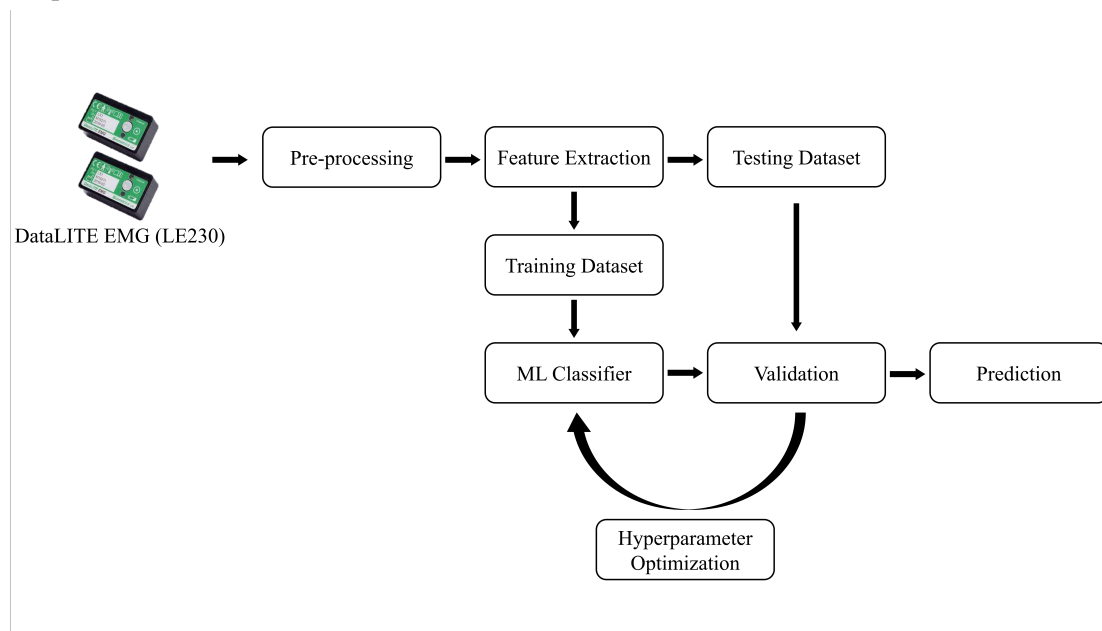 Pre-processing
Feature Extraction
Testing Dataset
DataLITE EMG (LE230)
Training Dataset
ML Classifier
Validation
Prediction
Hyperparameter
Optimization